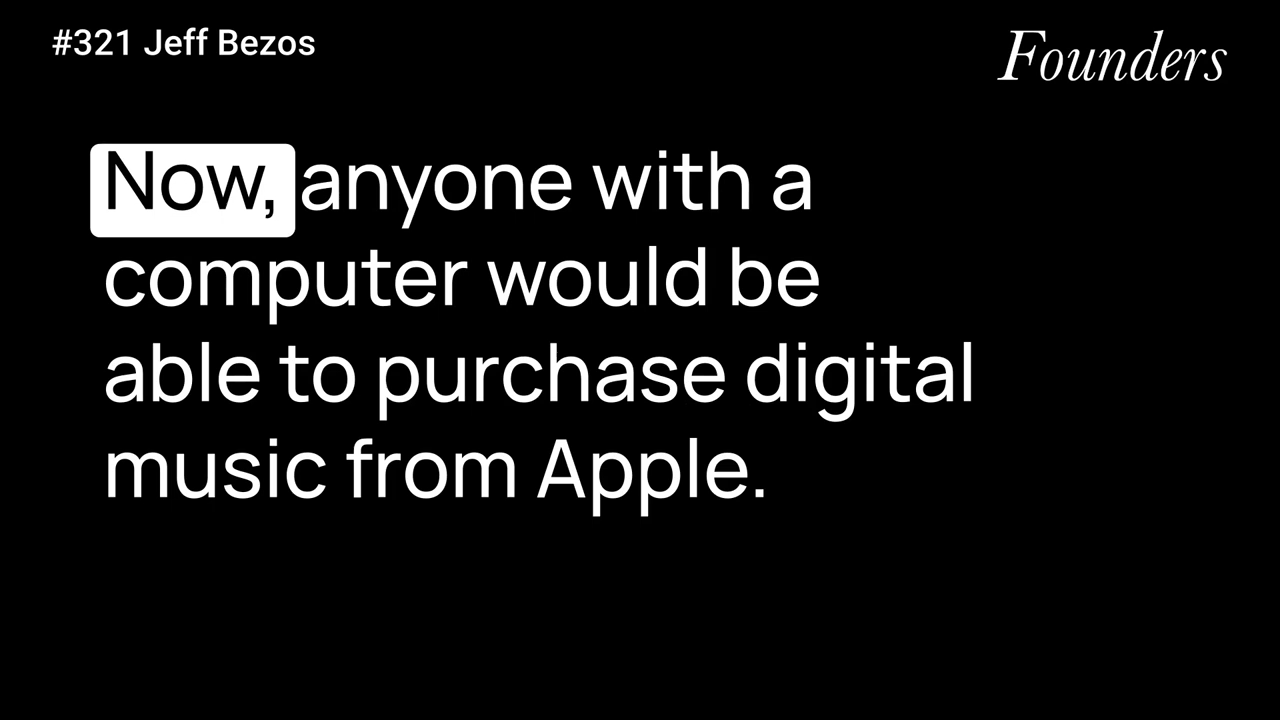 #321 Jeff Bezos
Founders
Now, anyone with a
computer would be
able to purchase digital
music from Apple.